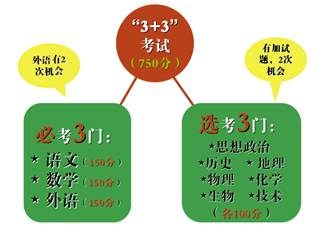 “3+3”
考试
（750分）
外语有2
次机会
有加试
题、2次
机会
必考3门：
★ 语文（150分）
★ 数学（150分）
★ 外语（150分）
选考3门：
★思想政治
★历史 ★ 地理
★物理 ★ 化学
★生物 ★ 技术
（各100分）